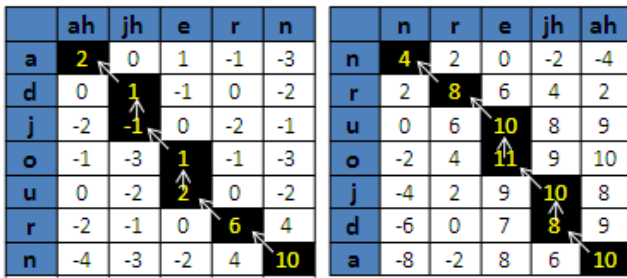 ah jh e r n
a 2 0 1 -1 -3
d 0 1 -1 0 -2
j -2 -1 0 -2 -1
o -1 -3 1 -1 -3
u 0 -2 2 0 -2
r -2 -1 0 6 4
n -4 -3 -2 4 10
n r e jh ah
n 4 2 0 -2 -4
r 2 8 6 4 2
u 0 6 10 8 9
o -2 4 11 9 10
j -4 2 9 10 8
d -6 0 7 8 9
a -8 -2 8 6 10